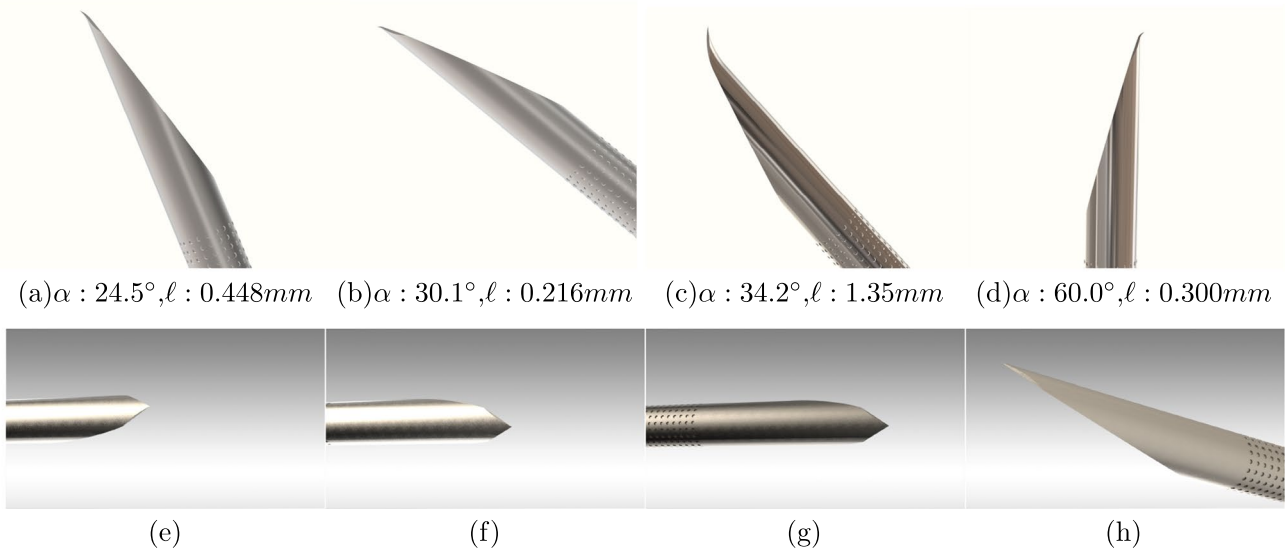 (a)α : 24.5°,ℓ : 0.448mm (b)α : 30.1°,ℓ : 0.216mm (c)α : 34.2°,ℓ : 1.35mm (d)α : 60.0°,ℓ : 0.300mm
(e) (f) (g) (h)